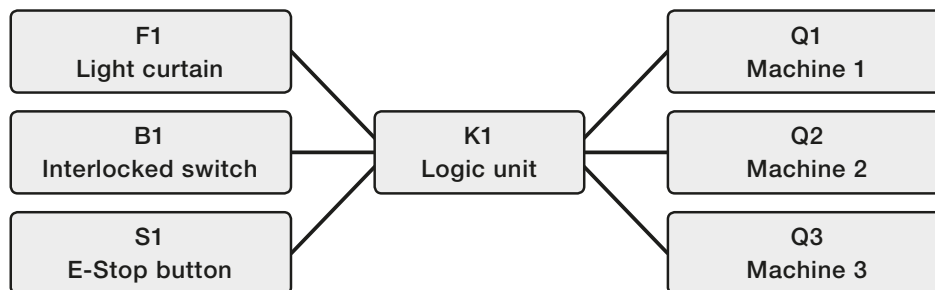 F1
Light curtain
B1
Interlocked switch
S1
E-Stop button
K1
Logic unit
Q1
Machine 1
Q2
Machine 2
Q3
Machine 3